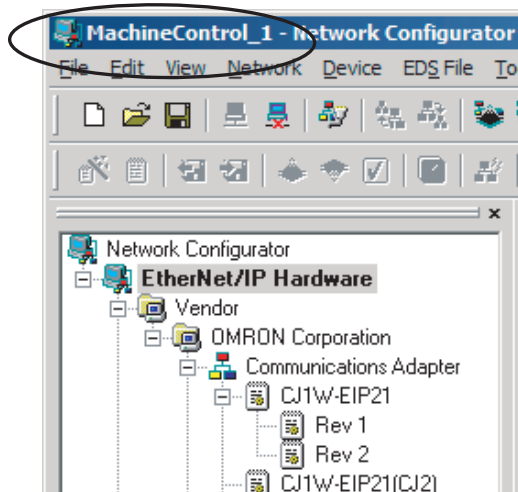 MachineControl_1 - Network Configurator
File Edit View Network Device EDS File To
Network Configurator
EtherNet/IP Hardware
Vendor
OMRON Corporation
Communications Adapter
CJ1W-EIP21
Rev 1
Rev 2
CJ1W-EIP21(CJ2)